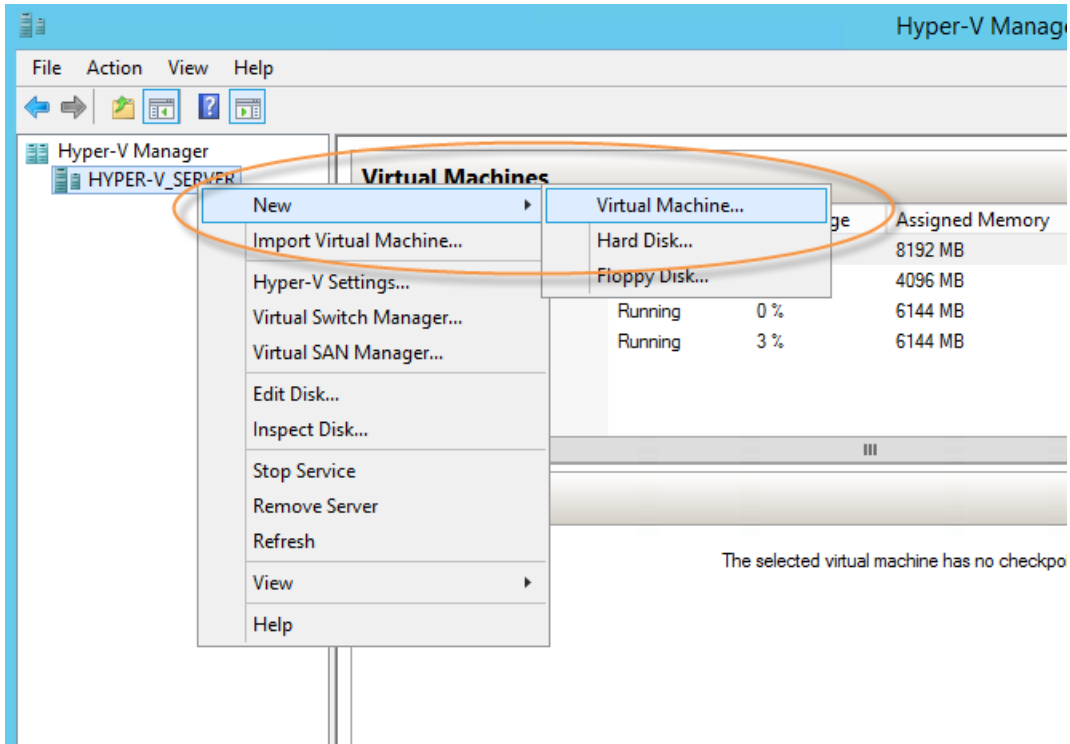 Hyper-V Manag
File Action View Help
Hyper-V Manager
HYPER-V_SERVER
Virtual Machines
New
Virtual Machine...
ge
Assigned Memory
Import Virtual Machine...
Hard Disk...
8192 MB
Hyper-V Settings...
Floppy Disk...
4096 MB
Virtual Switch Manager...
Running 0 % 6144 MB
Virtual SAN Manager...
Running 3 % 6144 MB
Edit Disk...
Inspect Disk...
Stop Service
Remove Server
Refresh
The selected virtual machine has no checkpoi
View
Help